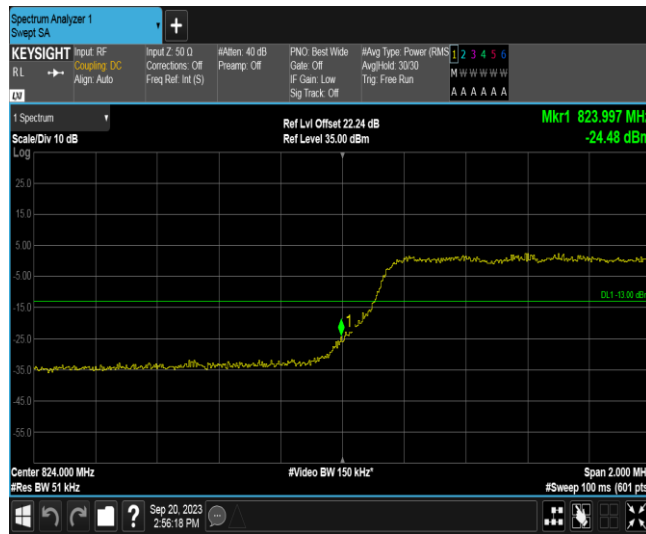 Spectrum Analyzer 1
Swept SA
+
KEYSIGHT
RL
LXI
Input: RF
Coupling: DC
Align: Auto
Input Z: 50 Ω
Corrections: Off
Freq Ref: Int (S)
#Atten: 40 dB
Preamp: Off
PNO: Best Wide
Gate: Off
IF Gain: Low
Sig Track: Off
#Avg Type: Power (RMS
Avg|Hold: 30/30
Trig: Free Run
1 2 3 4 5 6
M W W W W W
A A A A A A
1 Spectrum
Scale/Div 10 dB
Ref Lvl Offset 22.24 dB
Ref Level 35.00 dBm
Mkr1 823.997 MHz
-24.48 dBm
Log
25.0
15.0
5.00
-5.00
-15.0
-25.0
-35.0
-45.0
-55.0
DL1 -13.00 dBm
1
Center 824.000 MHz
#Res BW 51 kHz
#Video BW 150 kHz*
Span 2.000 MH
#Sweep 100 ms (601 pts
?
Sep 20, 2023
2:56:18 PM